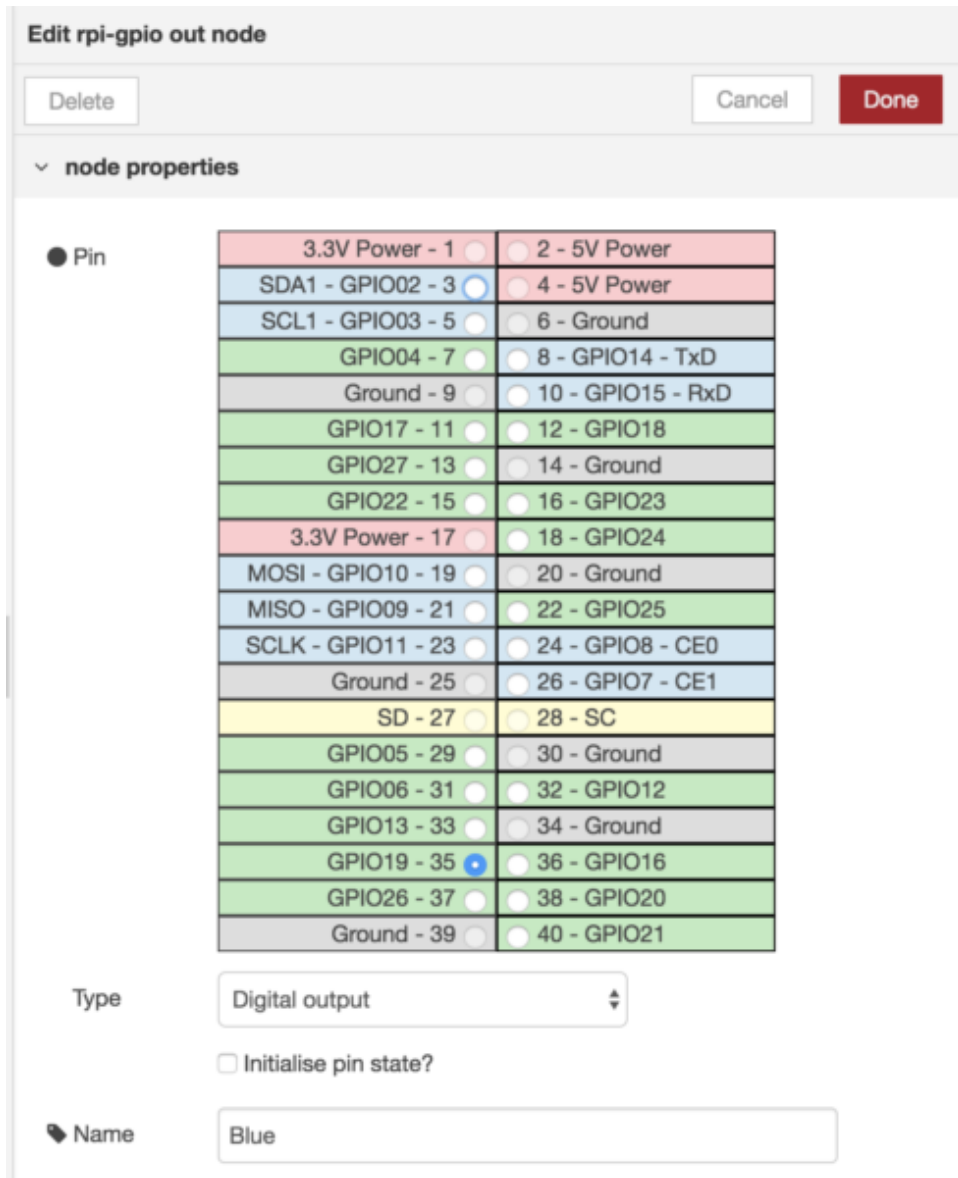 Edit rpi-gpio out node
Delete Cancel Done
node properties
Pin
3.3V Power - 1 2 - 5V Power
SDA1 - GPIO02 - 3 4 - 5V Power
SCL1 - GPIO03 - 5 6 - Ground
GPIO04 - 7 8 - GPIO14 - TxD
Ground - 9 10 - GPIO15 - RxD
GPIO17 - 11 12 - GPIO18
GPIO27 - 13 14 - Ground
GPIO22 - 15 16 - GPIO23
3.3V Power - 17 18 - GPIO24
MOSI - GPIO10 - 19 20 - Ground
MISO - GPIO09 - 21 22 - GPIO25
SCLK - GPIO11 - 23 24 - GPIO8 - CE0
Ground - 25 26 - GPIO7 - CE1
SD - 27 28 - SC
GPIO05 - 29 30 - Ground
GPIO06 - 31 32 - GPIO12
GPIO13 - 33 34 - Ground
GPIO19 - 35 36 - GPIO16
GPIO26 - 37 38 - GPIO20
Ground - 39 40 - GPIO21
Type Digital output
Initialise pin state?
Name Blue